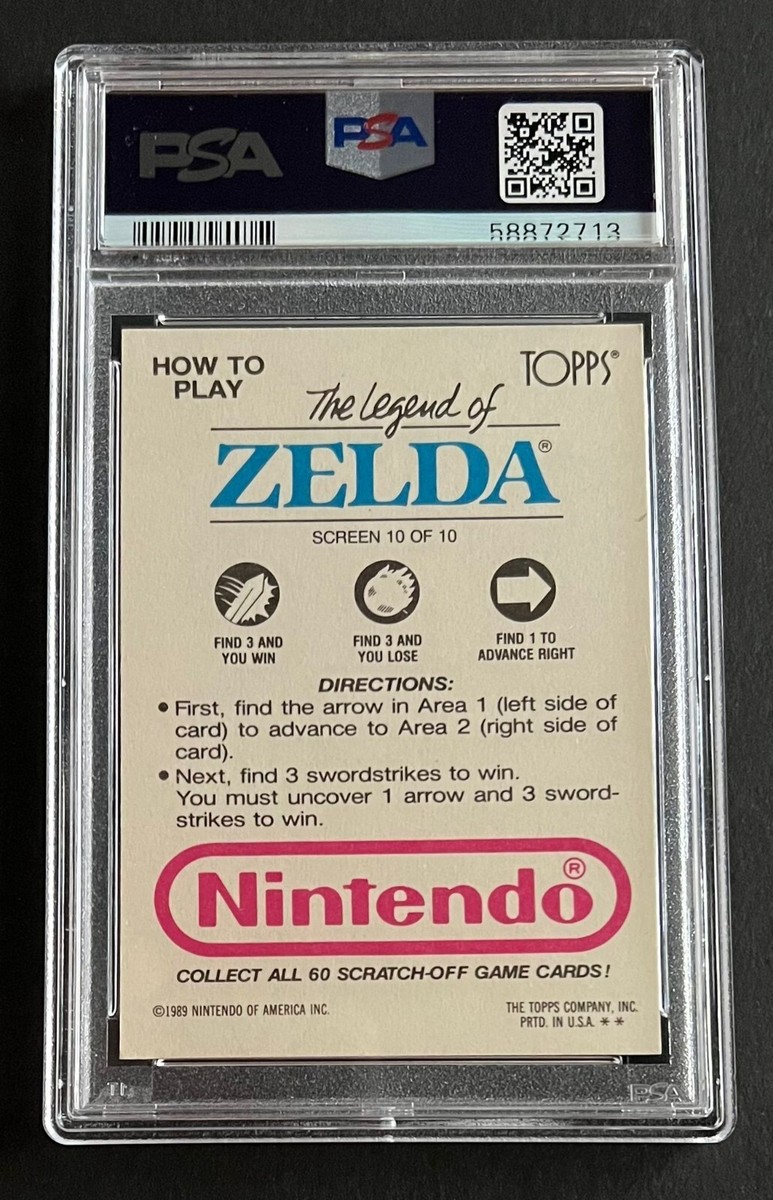 PSA
PSA
58872713
HOW TO
PLAY
TOPPS®
The Legend of
ZELDA®
SCREEN 10 OF 10
FIND 3 AND
YOU WIN
FIND 3 AND
YOU LOSE
FIND 1 TO
ADVANCE RIGHT
DIRECTIONS:
• First, find the arrow in Area 1 (left side of
card) to advance to Area 2 (right side of
card).
• Next, find 3 swordstrikes to win.
You must uncover 1 arrow and 3 sword-
strikes to win.
Nintendo®
COLLECT ALL 60 SCRATCH-OFF GAME CARDS!
©1989 NINTENDO OF AMERICA INC.
THE TOPPS COMPANY, INC.
PRTD. IN U.S.A. * *
PSA